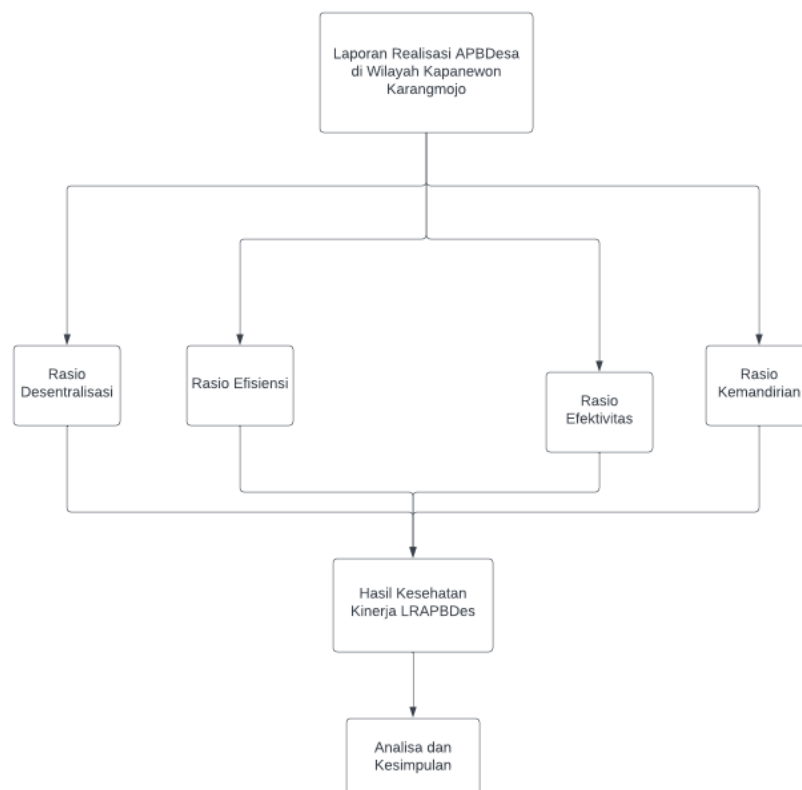 Laporan Realisasi APBDesa
di Wilayah Kapanewon
Karangmojo
Rasio
Desentralisasi
Rasio Efisiensi
Rasio
Efektivitas
Rasio
Kemandirian
Hasil Kesehatan
Kinerja LRAPBDes
Analisa dan
Kesimpulan